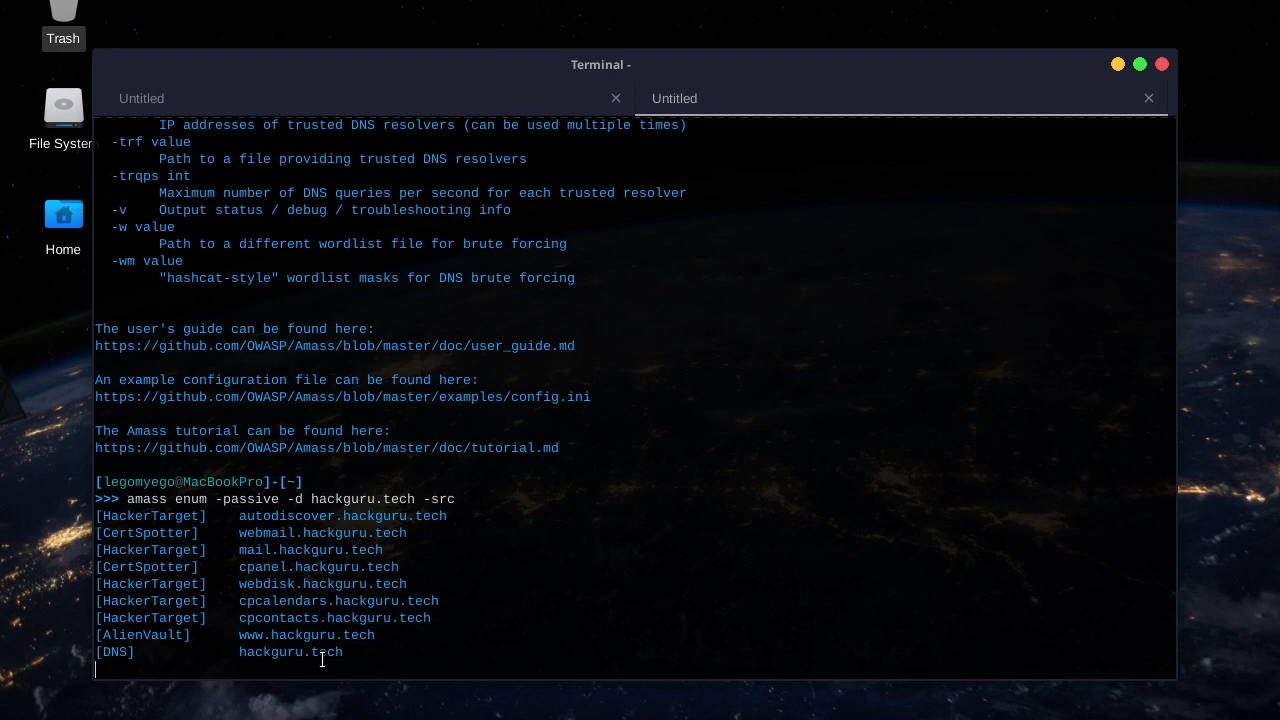 Trash
File System
Home
Terminal -
Untitled
Untitled
IP addresses of trusted DNS resolvers (can be used multiple times)
-trf value
Path to a file providing trusted DNS resolvers
-trqps int
Maximum number of DNS queries per second for each trusted resolver
-v    Output status / debug / troubleshooting info
-w value
Path to a different wordlist file for brute forcing
-wm value
"hashcat-style" wordlist masks for DNS brute forcing
The user's guide can be found here:
https://github.com/OWASP/Amass/blob/master/doc/user_guide.md
An example configuration file can be found here:
https://github.com/OWASP/Amass/blob/master/examples/config.ini
The Amass tutorial can be found here:
https://github.com/OWASP/Amass/blob/master/doc/tutorial.md
[legomyego@MacBookPro]-[~]
>>> amass enum -passive -d hackguru.tech -src
[HackerTarget]    autodiscover.hackguru.tech
[CertSpotter]     webmail.hackguru.tech
[HackerTarget]    mail.hackguru.tech
[CertSpotter]     cpanel.hackguru.tech
[HackerTarget]    webdisk.hackguru.tech
[HackerTarget]    cpcalendars.hackguru.tech
[HackerTarget]    cpcontacts.hackguru.tech
[AlienVault]      www.hackguru.tech
[DNS]             hackguru.tech